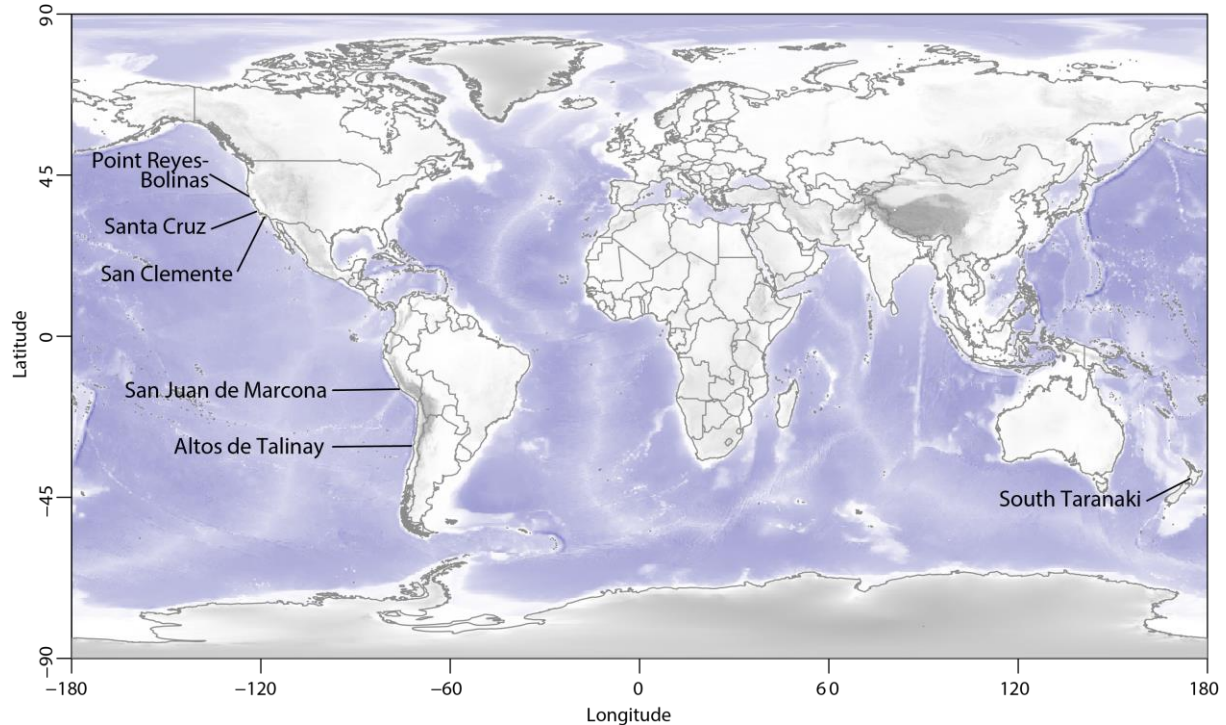 90
45
0
−45
−90
Latitude
Point Reyes-
Bolinas
Santa Cruz
San Clemente
San Juan de Marcona
Altos de Talinay
South Taranaki
−180
−120
−60
0
60
120
180
Longitude